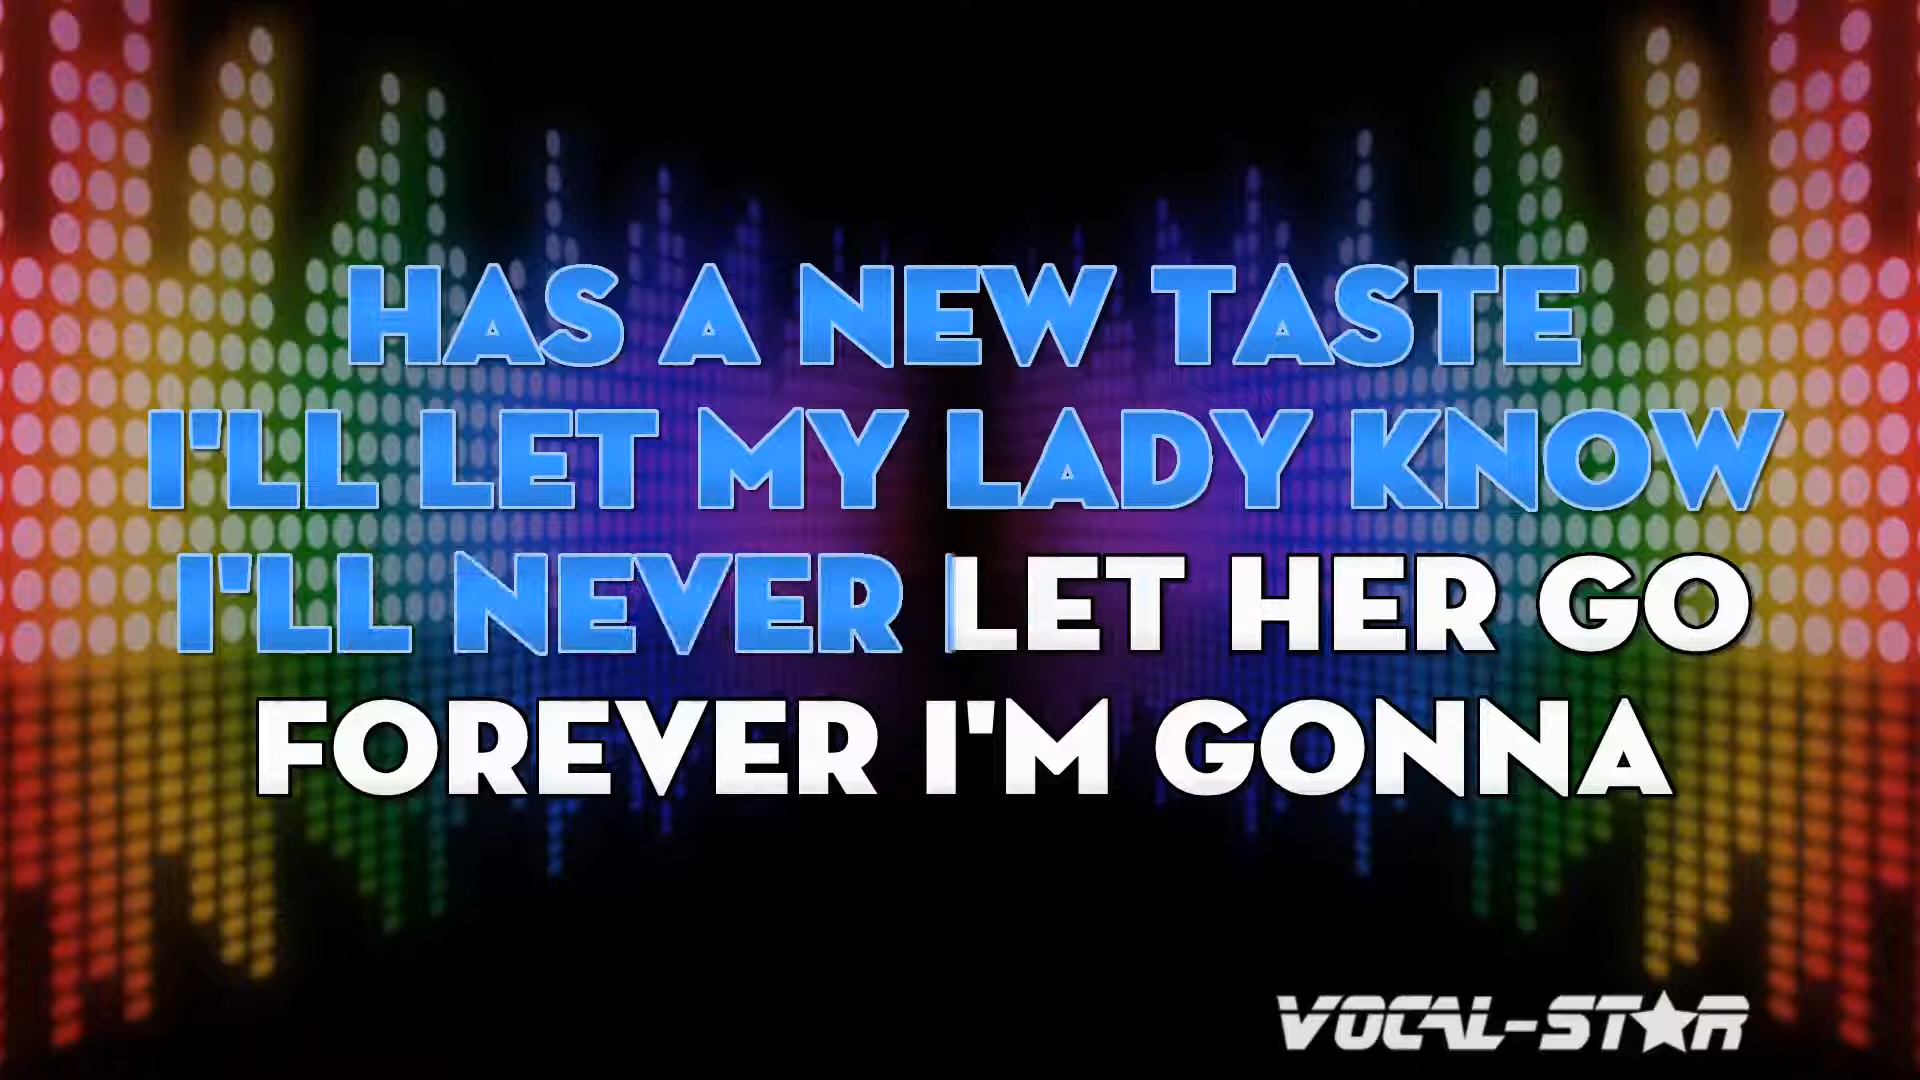 HAS A NEW TASTE
I'LL LET MY LADY KNOW
I'LL NEVER LET HER GO
FOREVER I'M GONNA
VOCAL-STAR